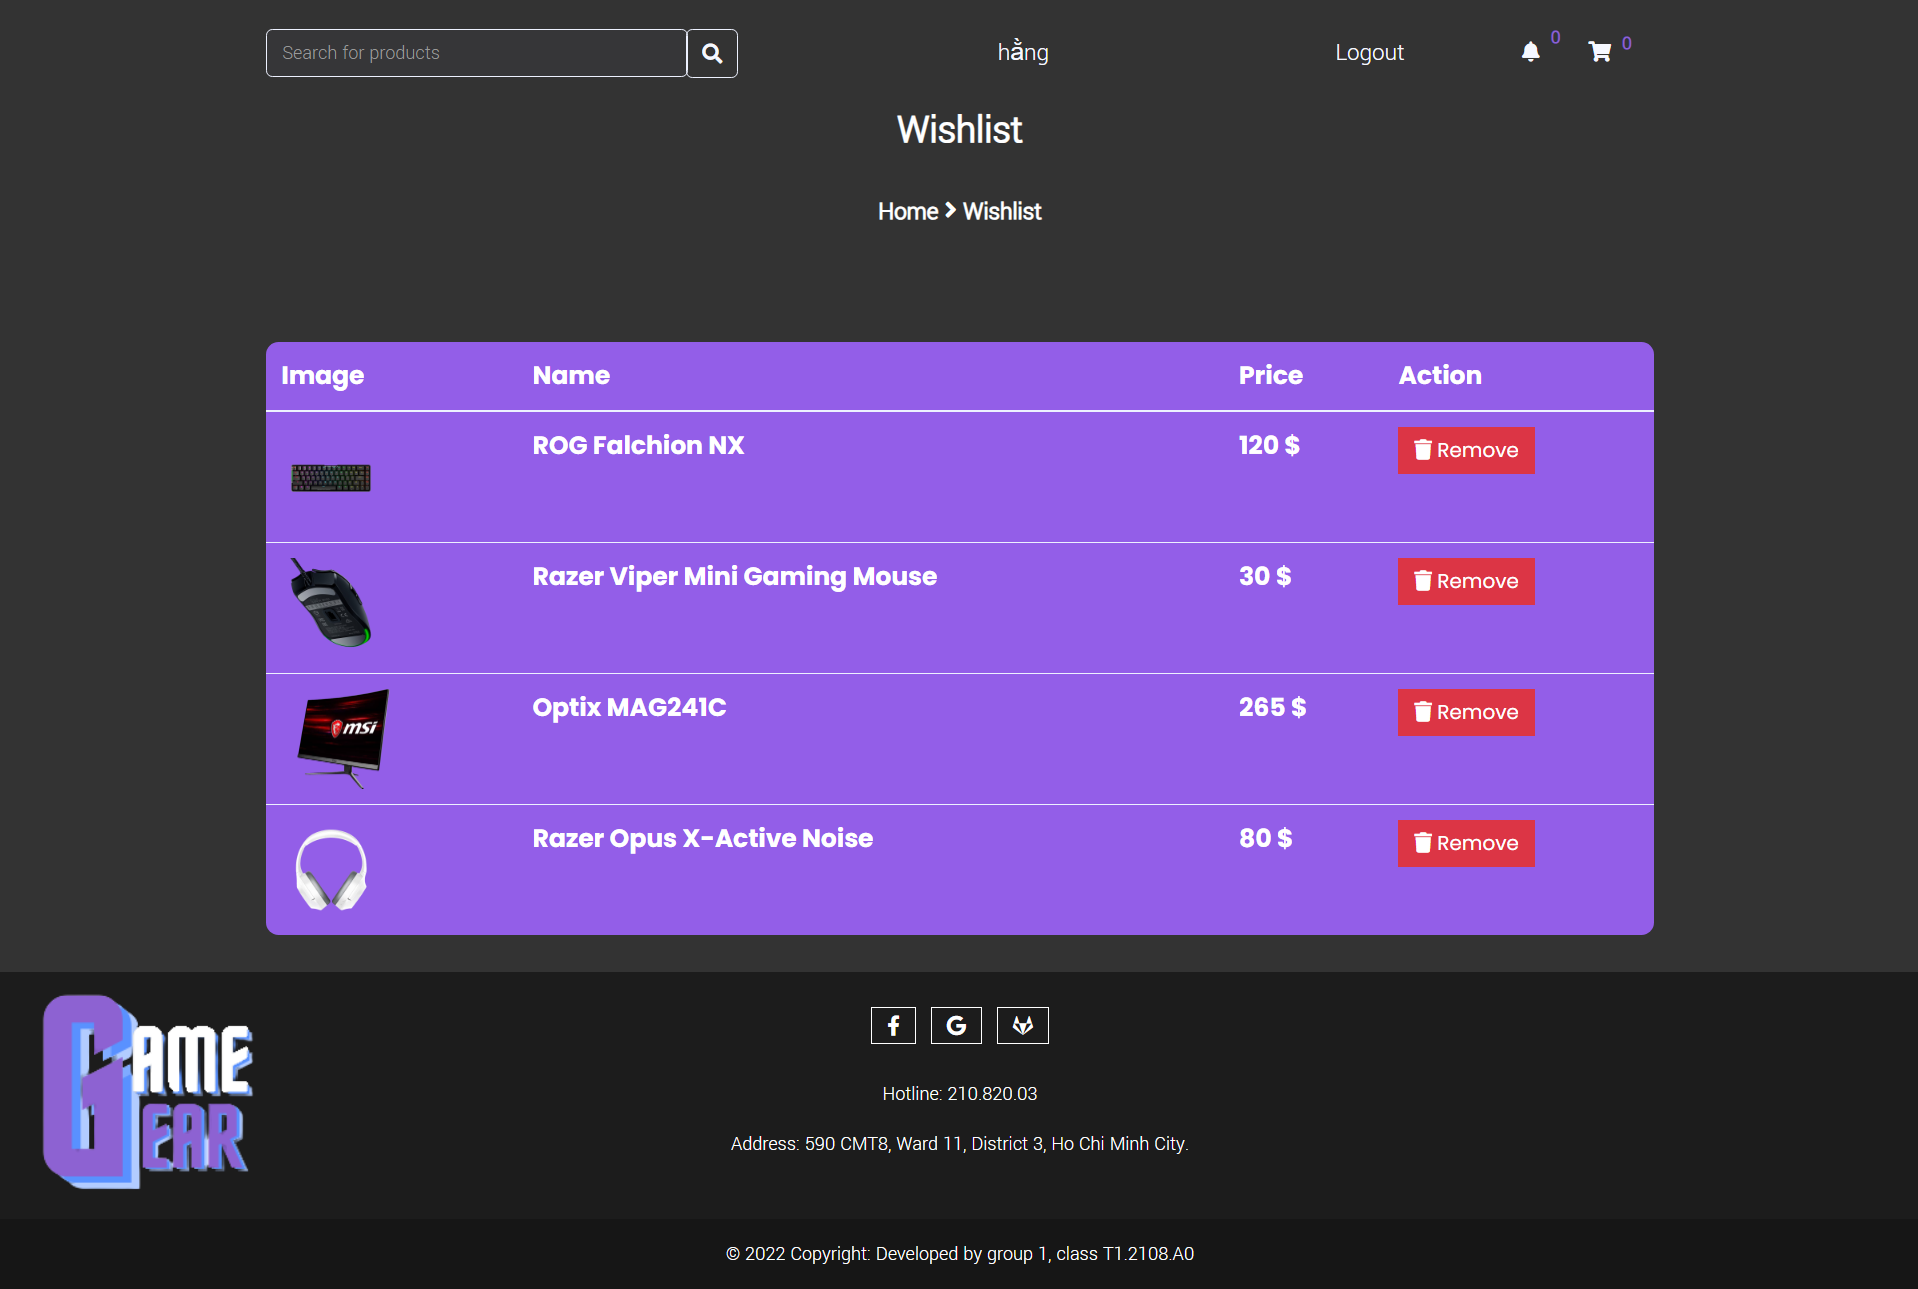 Search for products
hằng
Logout
0
0
Wishlist
Home Wishlist
Image Name Price Action
ROG Falchion NX 120 $ Remove
Razer Viper Mini Gaming Mouse 30 $ Remove
msi
Optix MAG241C 265 $ Remove
Razer Opus X-Active Noise 80 $ Remove
GAME
GEAR
Hotline: 210.820.03
Address: 590 CMT8, Ward 11, District 3, Ho Chi Minh City.
© 2022 Copyright: Developed by group 1, class T1.2108.A0